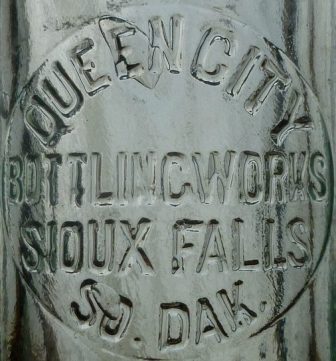 QUEEN CITY
BOTTLING WORKS
SIOUX FALLS
SO. DAK.